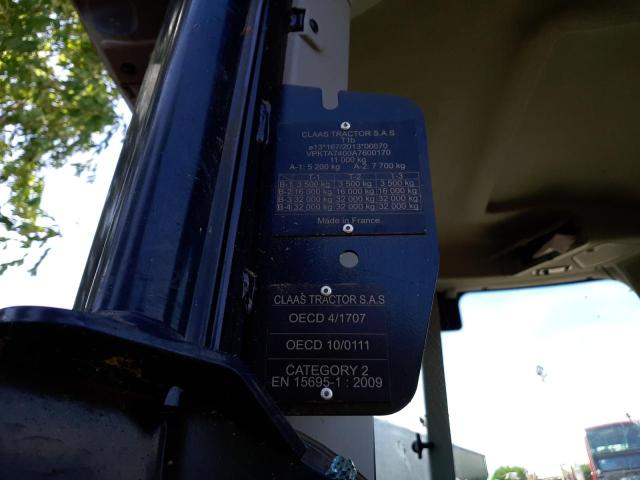 CLAAS TRACTOR S.A.S
T1b
e13*167/2013*00070
VPKTA7400A7600170
11 000 kg
A-1: 5 200 kg A-2: 7 700 kg
T-1 T-2 T-3
B-1 3 500 kg 3 500 kg 3 500 kg
B-2 16 000 kg 16 000 kg 16 000 kg
B-3 32 000 kg 32 000 kg 32 000 kg
B-4 32 000 kg 32 000 kg 32 000 kg
Made in France
CLAAS TRACTOR S.A.S
OECD 4/1707
OECD 10/0111
CATEGORY 2
EN 15695-1 : 2009